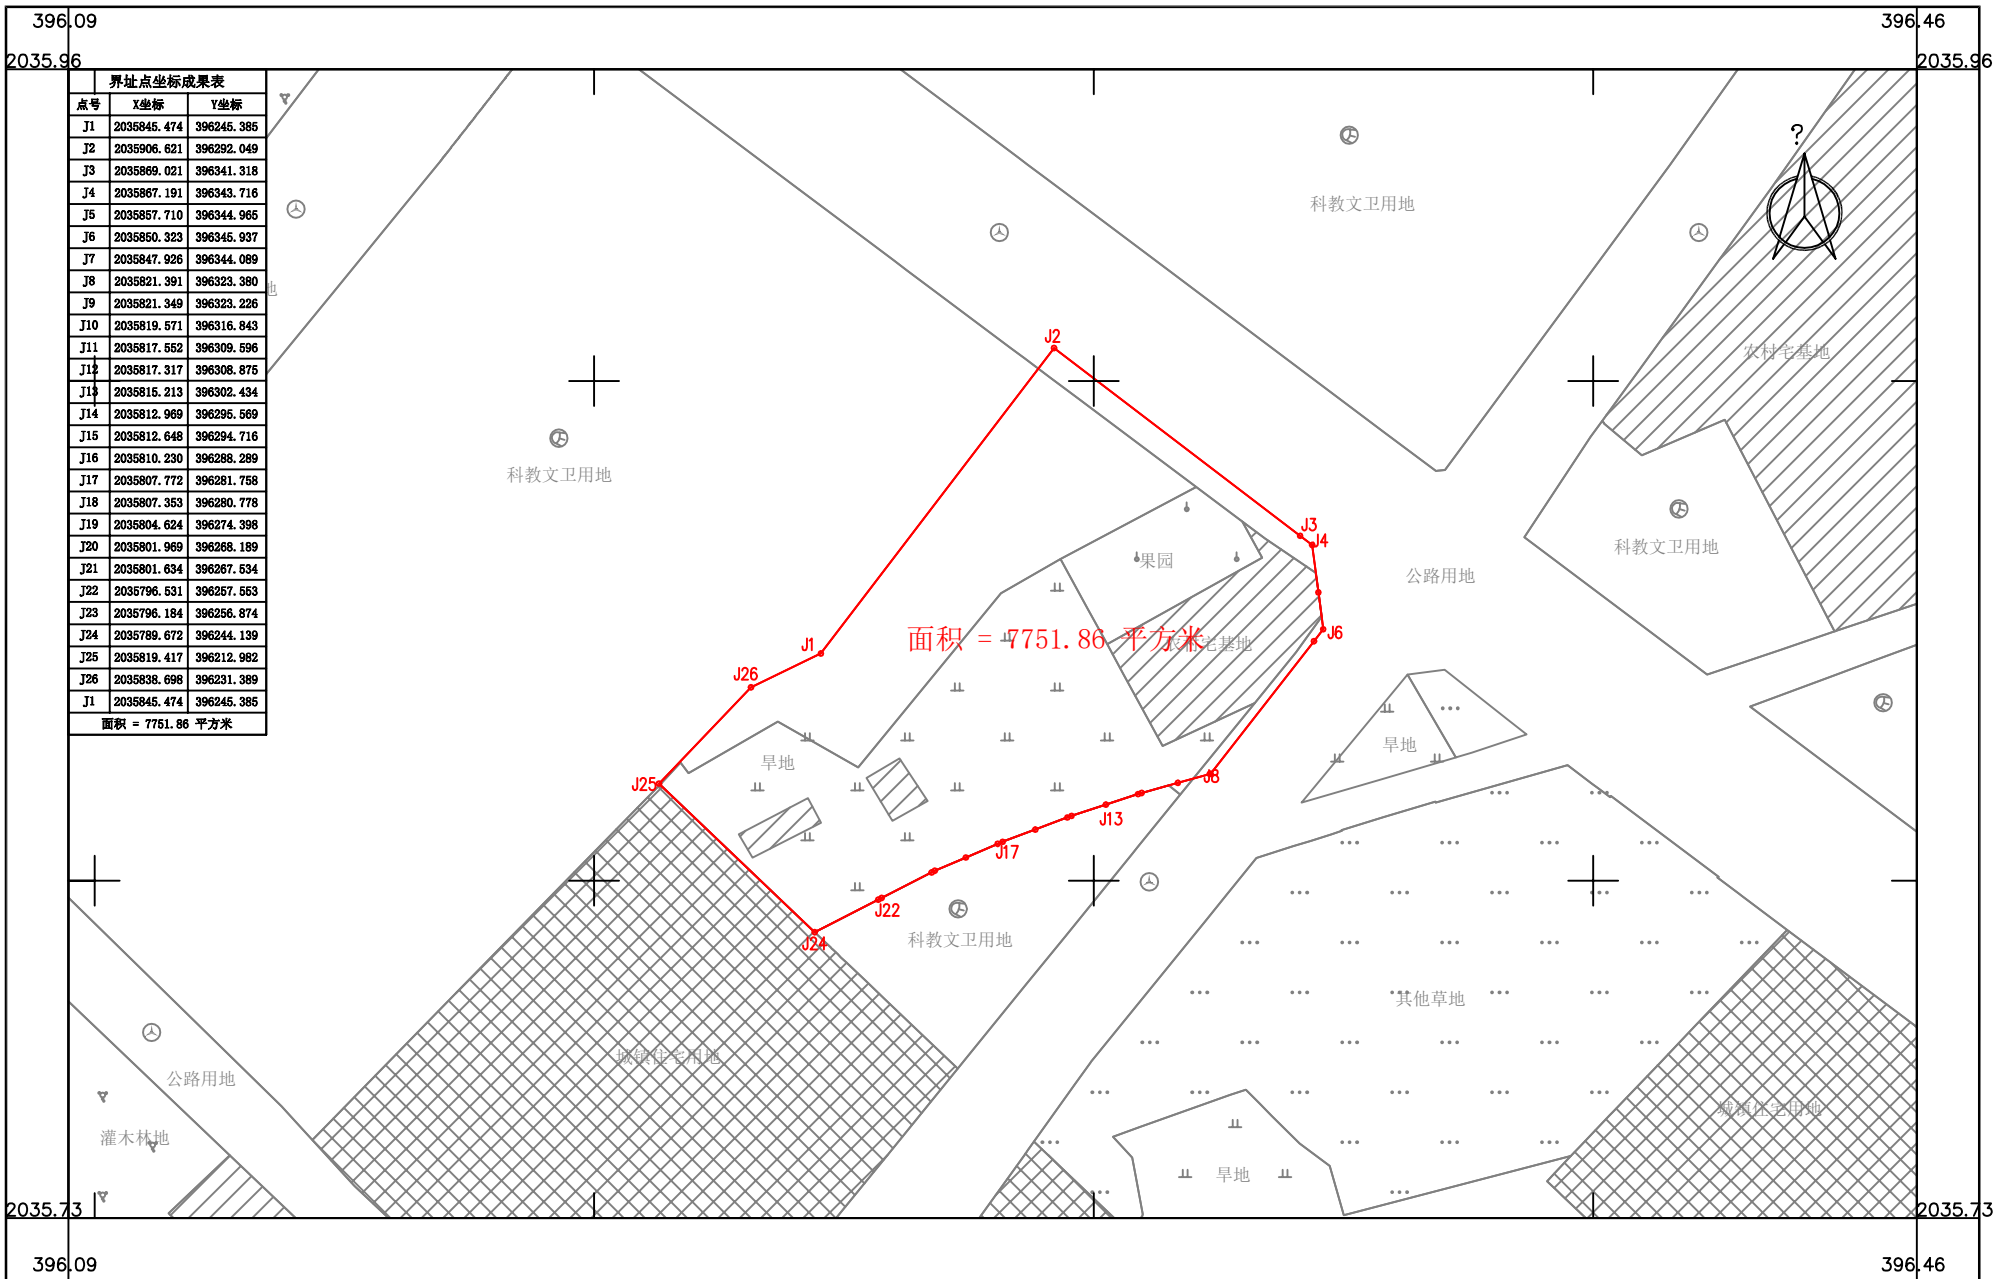 396.09
396.46
2035.96
2035.96
界址点坐标成果表
点号 X坐标 Y坐标
J1 2035845.474 396245.385
J2 2035906.621 396292.049
J3 2035869.021 396341.318
J4 2035867.191 396343.716
J5 2035857.710 396344.965
J6 2035850.323 396345.937
J7 2035847.926 396344.089
J8 2035821.391 396323.380
J9 2035821.349 396323.226
J10 2035819.571 396316.843
J11 2035817.552 396309.596
J12 2035817.317 396308.875
J13 2035815.213 396302.434
J14 2035812.969 396295.569
J15 2035812.648 396294.716
J16 2035810.230 396288.289
J17 2035807.772 396281.758
J18 2035807.353 396280.778
J19 2035804.624 396274.398
J20 2035801.969 396268.189
J21 2035801.634 396267.534
J22 2035796.531 396257.553
J23 2035796.184 396256.874
J24 2035789.672 396244.139
J25 2035819.417 396212.982
J26 2035838.698 396231.389
J1 2035845.474 396245.385
面积 = 7751.86 平方米
?
科教文卫用地
地
农村宅基地
J2
科教文卫用地
J3
J4
科教文卫用地
果园
公路用地
J6
面积 = 7751.86 平方米
农村宅基地
J1
J26
旱地
旱地
J25
J8
J13
J17
J22
J24
科教文卫用地
其他草地
城镇住宅用地
公路用地
城镇住宅用地
灌木林地
旱地
2035.73
2035.73
396.09
396.46